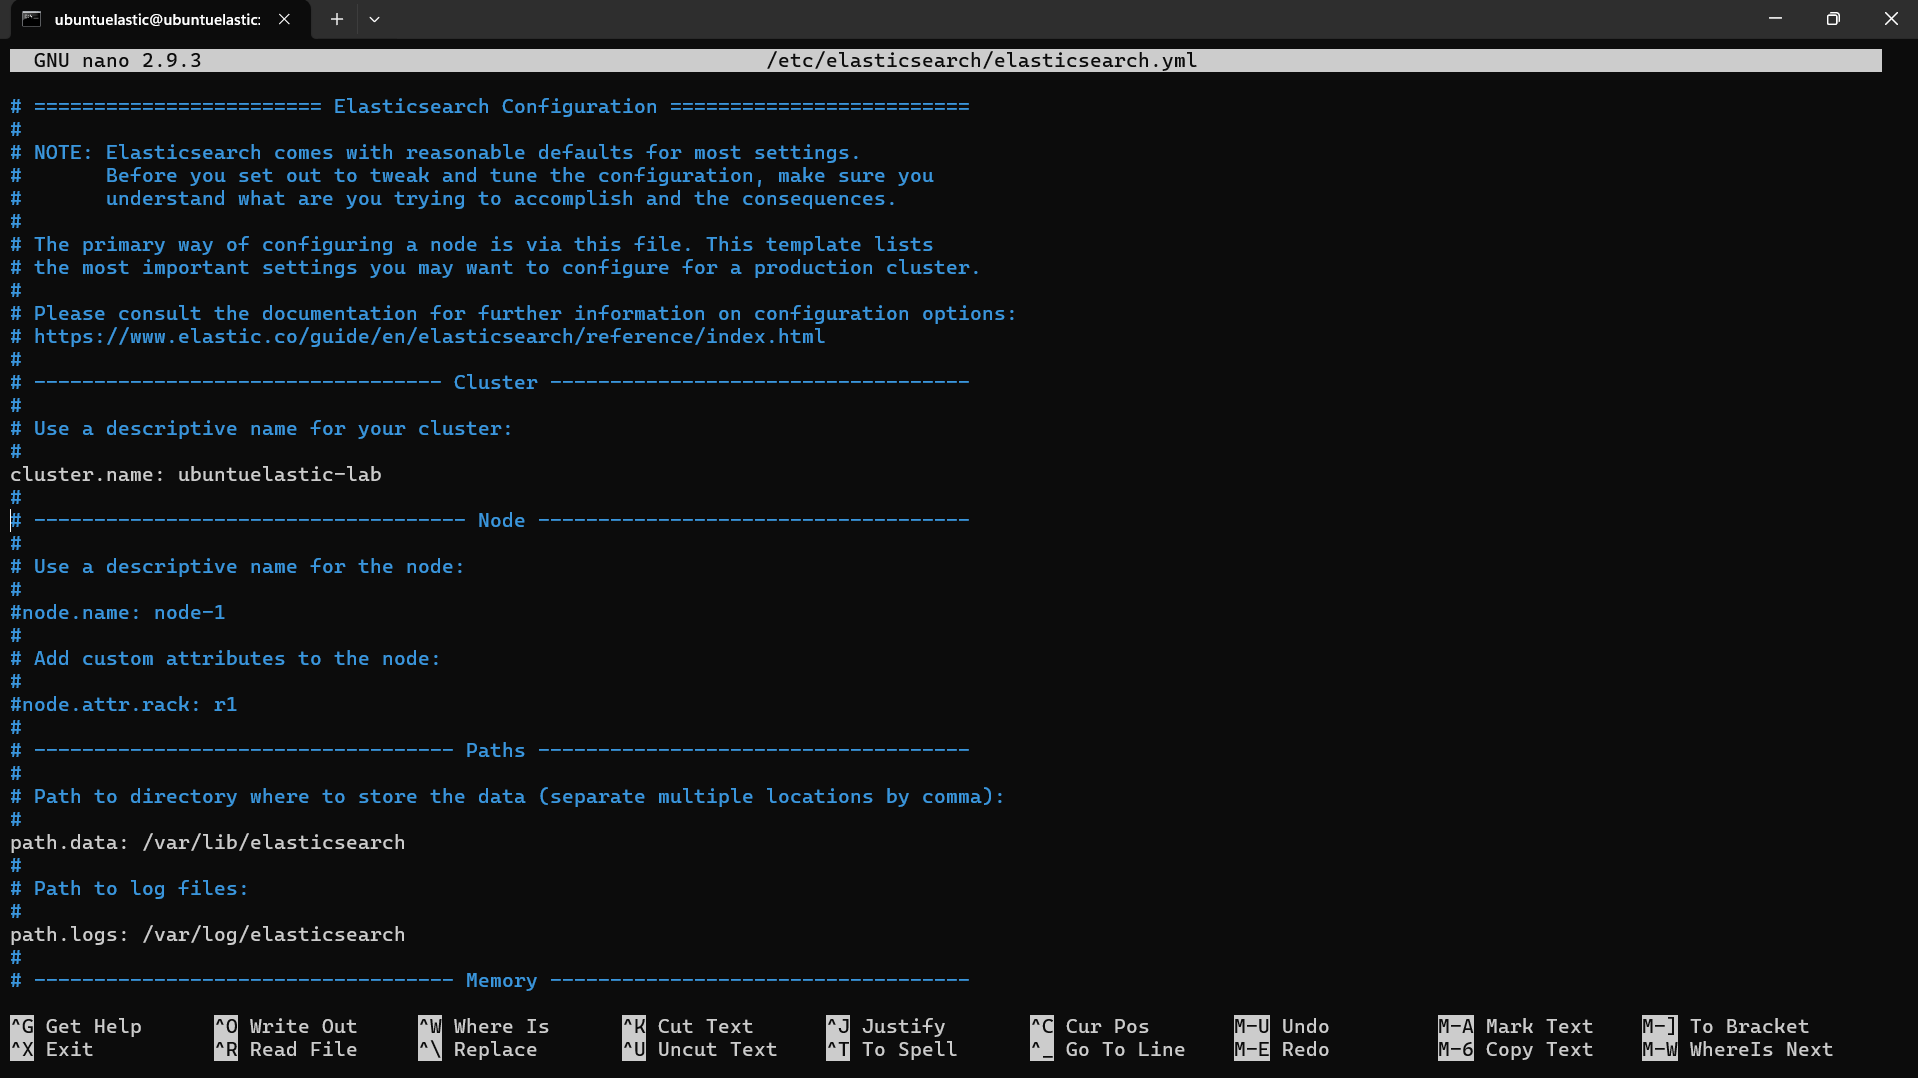 ubuntuelastic@ubuntuelastic:
GNU nano 2.9.3 /etc/elasticsearch/elasticsearch.yml
# ======================== Elasticsearch Configuration =========================
#
# NOTE: Elasticsearch comes with reasonable defaults for most settings.
# Before you set out to tweak and tune the configuration, make sure you
# understand what are you trying to accomplish and the consequences.
#
# The primary way of configuring a node is via this file. This template lists
# the most important settings you may want to configure for a production cluster.
#
# Please consult the documentation for further information on configuration options:
# https://www.elastic.co/guide/en/elasticsearch/reference/index.html
#
# ---------------------------------- Cluster -----------------------------------
#
# Use a descriptive name for your cluster:
#
cluster.name: ubuntuelastic-lab
#
# ------------------------------------ Node ------------------------------------
#
# Use a descriptive name for the node:
#
#node.name: node-1
#
# Add custom attributes to the node:
#
#node.attr.rack: r1
#
# ----------------------------------- Paths ------------------------------------
#
# Path to directory where to store the data (separate multiple locations by comma):
#
path.data: /var/lib/elasticsearch
#
# Path to log files:
#
path.logs: /var/log/elasticsearch
#
# ----------------------------------- Memory -----------------------------------
^G Get Help ^O Write Out ^W Where Is ^K Cut Text ^J Justify ^C Cur Pos M-U Undo M-A Mark Text M-] To Bracket
^X Exit ^R Read File ^\ Replace ^U Uncut Text ^T To Spell ^_ Go To Line M-E Redo M-6 Copy Text M-W WhereIs Next